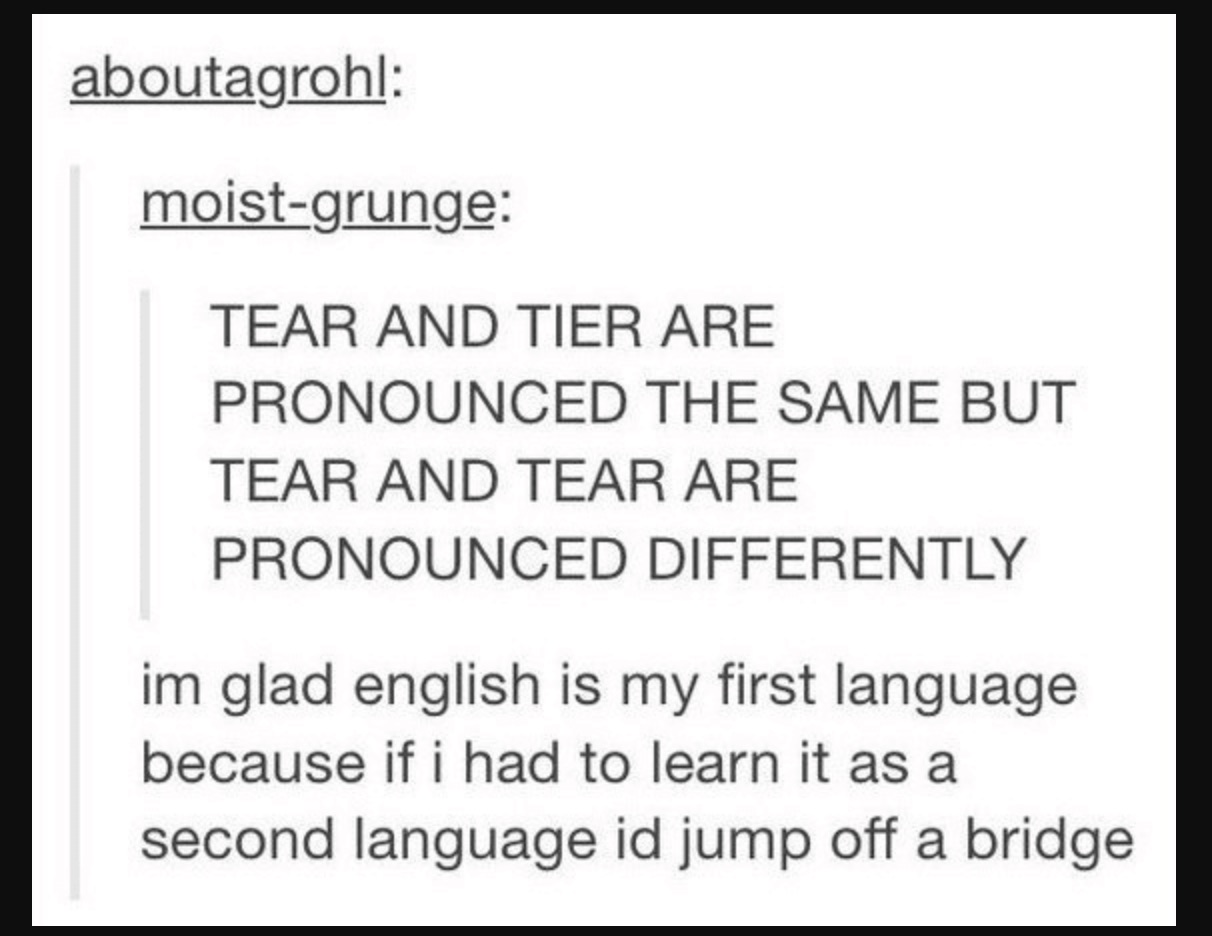 aboutagrohl:
moist-grunge:
TEAR AND TIER ARE
PRONOUNCED THE SAME BUT
TEAR AND TEAR ARE
PRONOUNCED DIFFERENTLY
im glad english is my first language
because if i had to learn it as a
second language id jump off a bridge